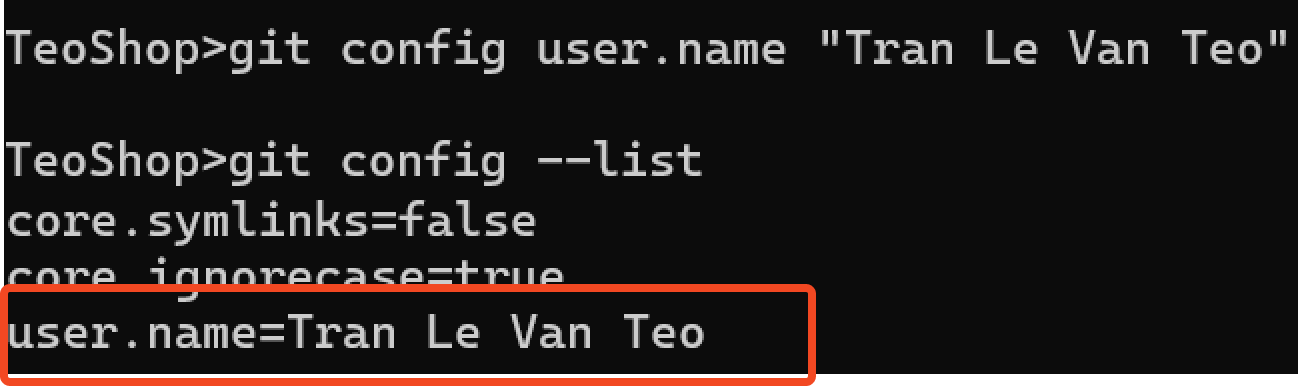 TeoShop>git config user.name "Tran Le Van Teo"
TeoShop>git config --list
core.symlinks=false
core.ignorecase=true
user.name=Tran Le Van Teo